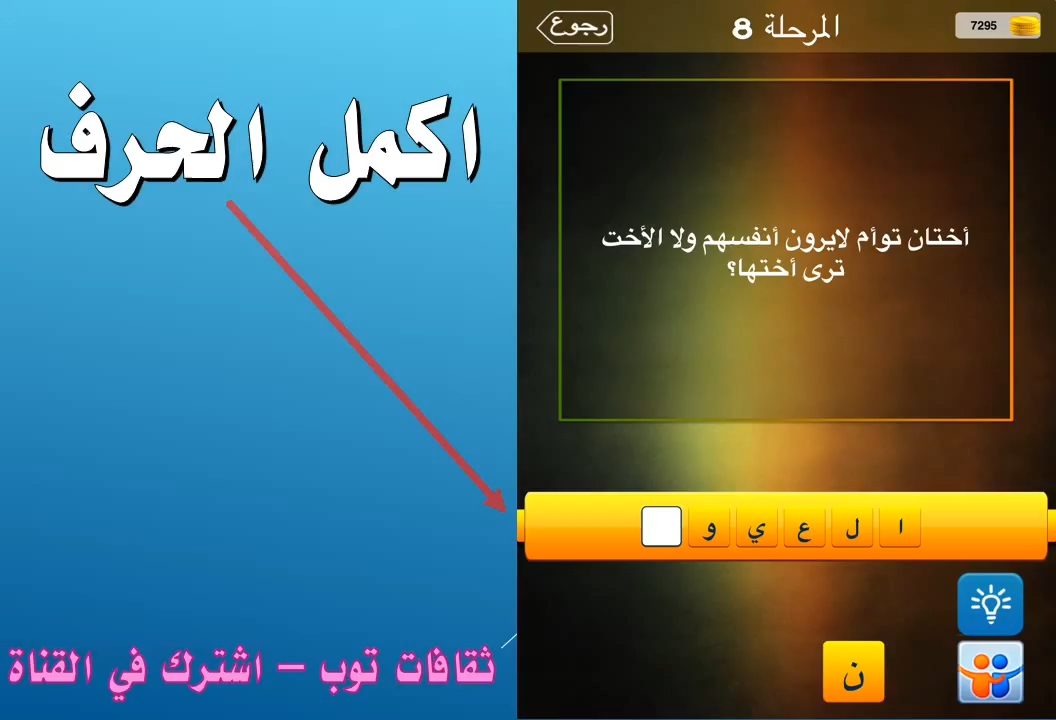 اكمل الحرف
ثقافات توب – اشترك في القناة
رجوع
المرحلة 8
7295
أختان توأم لايرون أنفسهم ولا الأخت
ترى أختها؟
ا ل ع ي و
ن